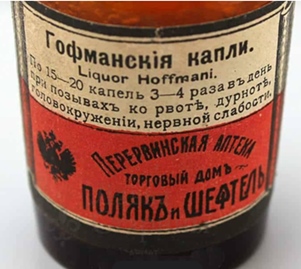 Гофманскія капли.
Liquor Hoffmani.
По 15—20 капель 3—4 раза въ день
при позывахъ ко рвотѣ, дурнотѣ,
головокруженіи, нервной слабости.
Перервинская аптека
торговый домъ
ПОЛЯКЪ и ШЕФТЕЛЬ